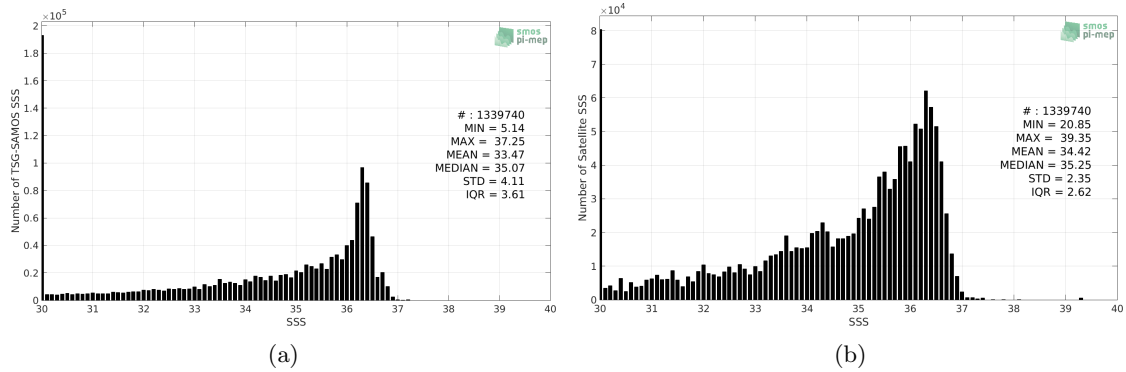 ×10⁵
2
1.8
1.6
1.4
1.2
1
0.8
0.6
0.4
0.2
0
Number of TSG-SAMOS SSS
smos
pi-mep
# : 1339740
MIN = 5.14
MAX = 37.25
MEAN = 33.47
MEDIAN = 35.07
STD = 4.11
IQR = 3.61
30 31 32 33 34 35 36 37 38 39 40
SSS
(a)
×10⁴
8
7
6
5
4
3
2
1
0
Number of Satellite SSS
smos
pi-mep
# : 1339740
MIN = 20.85
MAX = 39.35
MEAN = 34.42
MEDIAN = 35.25
STD = 2.35
IQR = 2.62
30 31 32 33 34 35 36 37 38 39 40
SSS
(b)